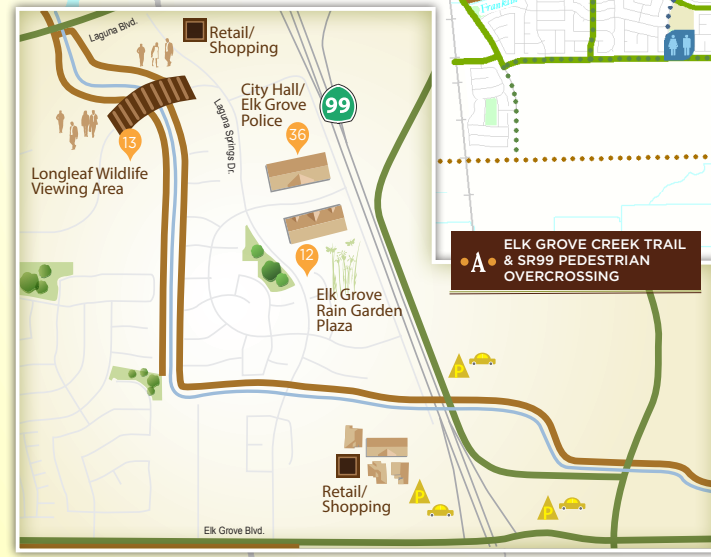 Laguna Blvd.
Retail/
Shopping
Franklin
City Hall/
Elk Grove
Police
99
36
Laguna Springs Dr.
13
Longleaf Wildlife
Viewing Area
A
ELK GROVE CREEK TRAIL
& SR99 PEDESTRIAN
OVERCROSSING
12
Elk Grove
Rain Garden
Plaza
P
Retail/
Shopping
P
P
Elk Grove Blvd.